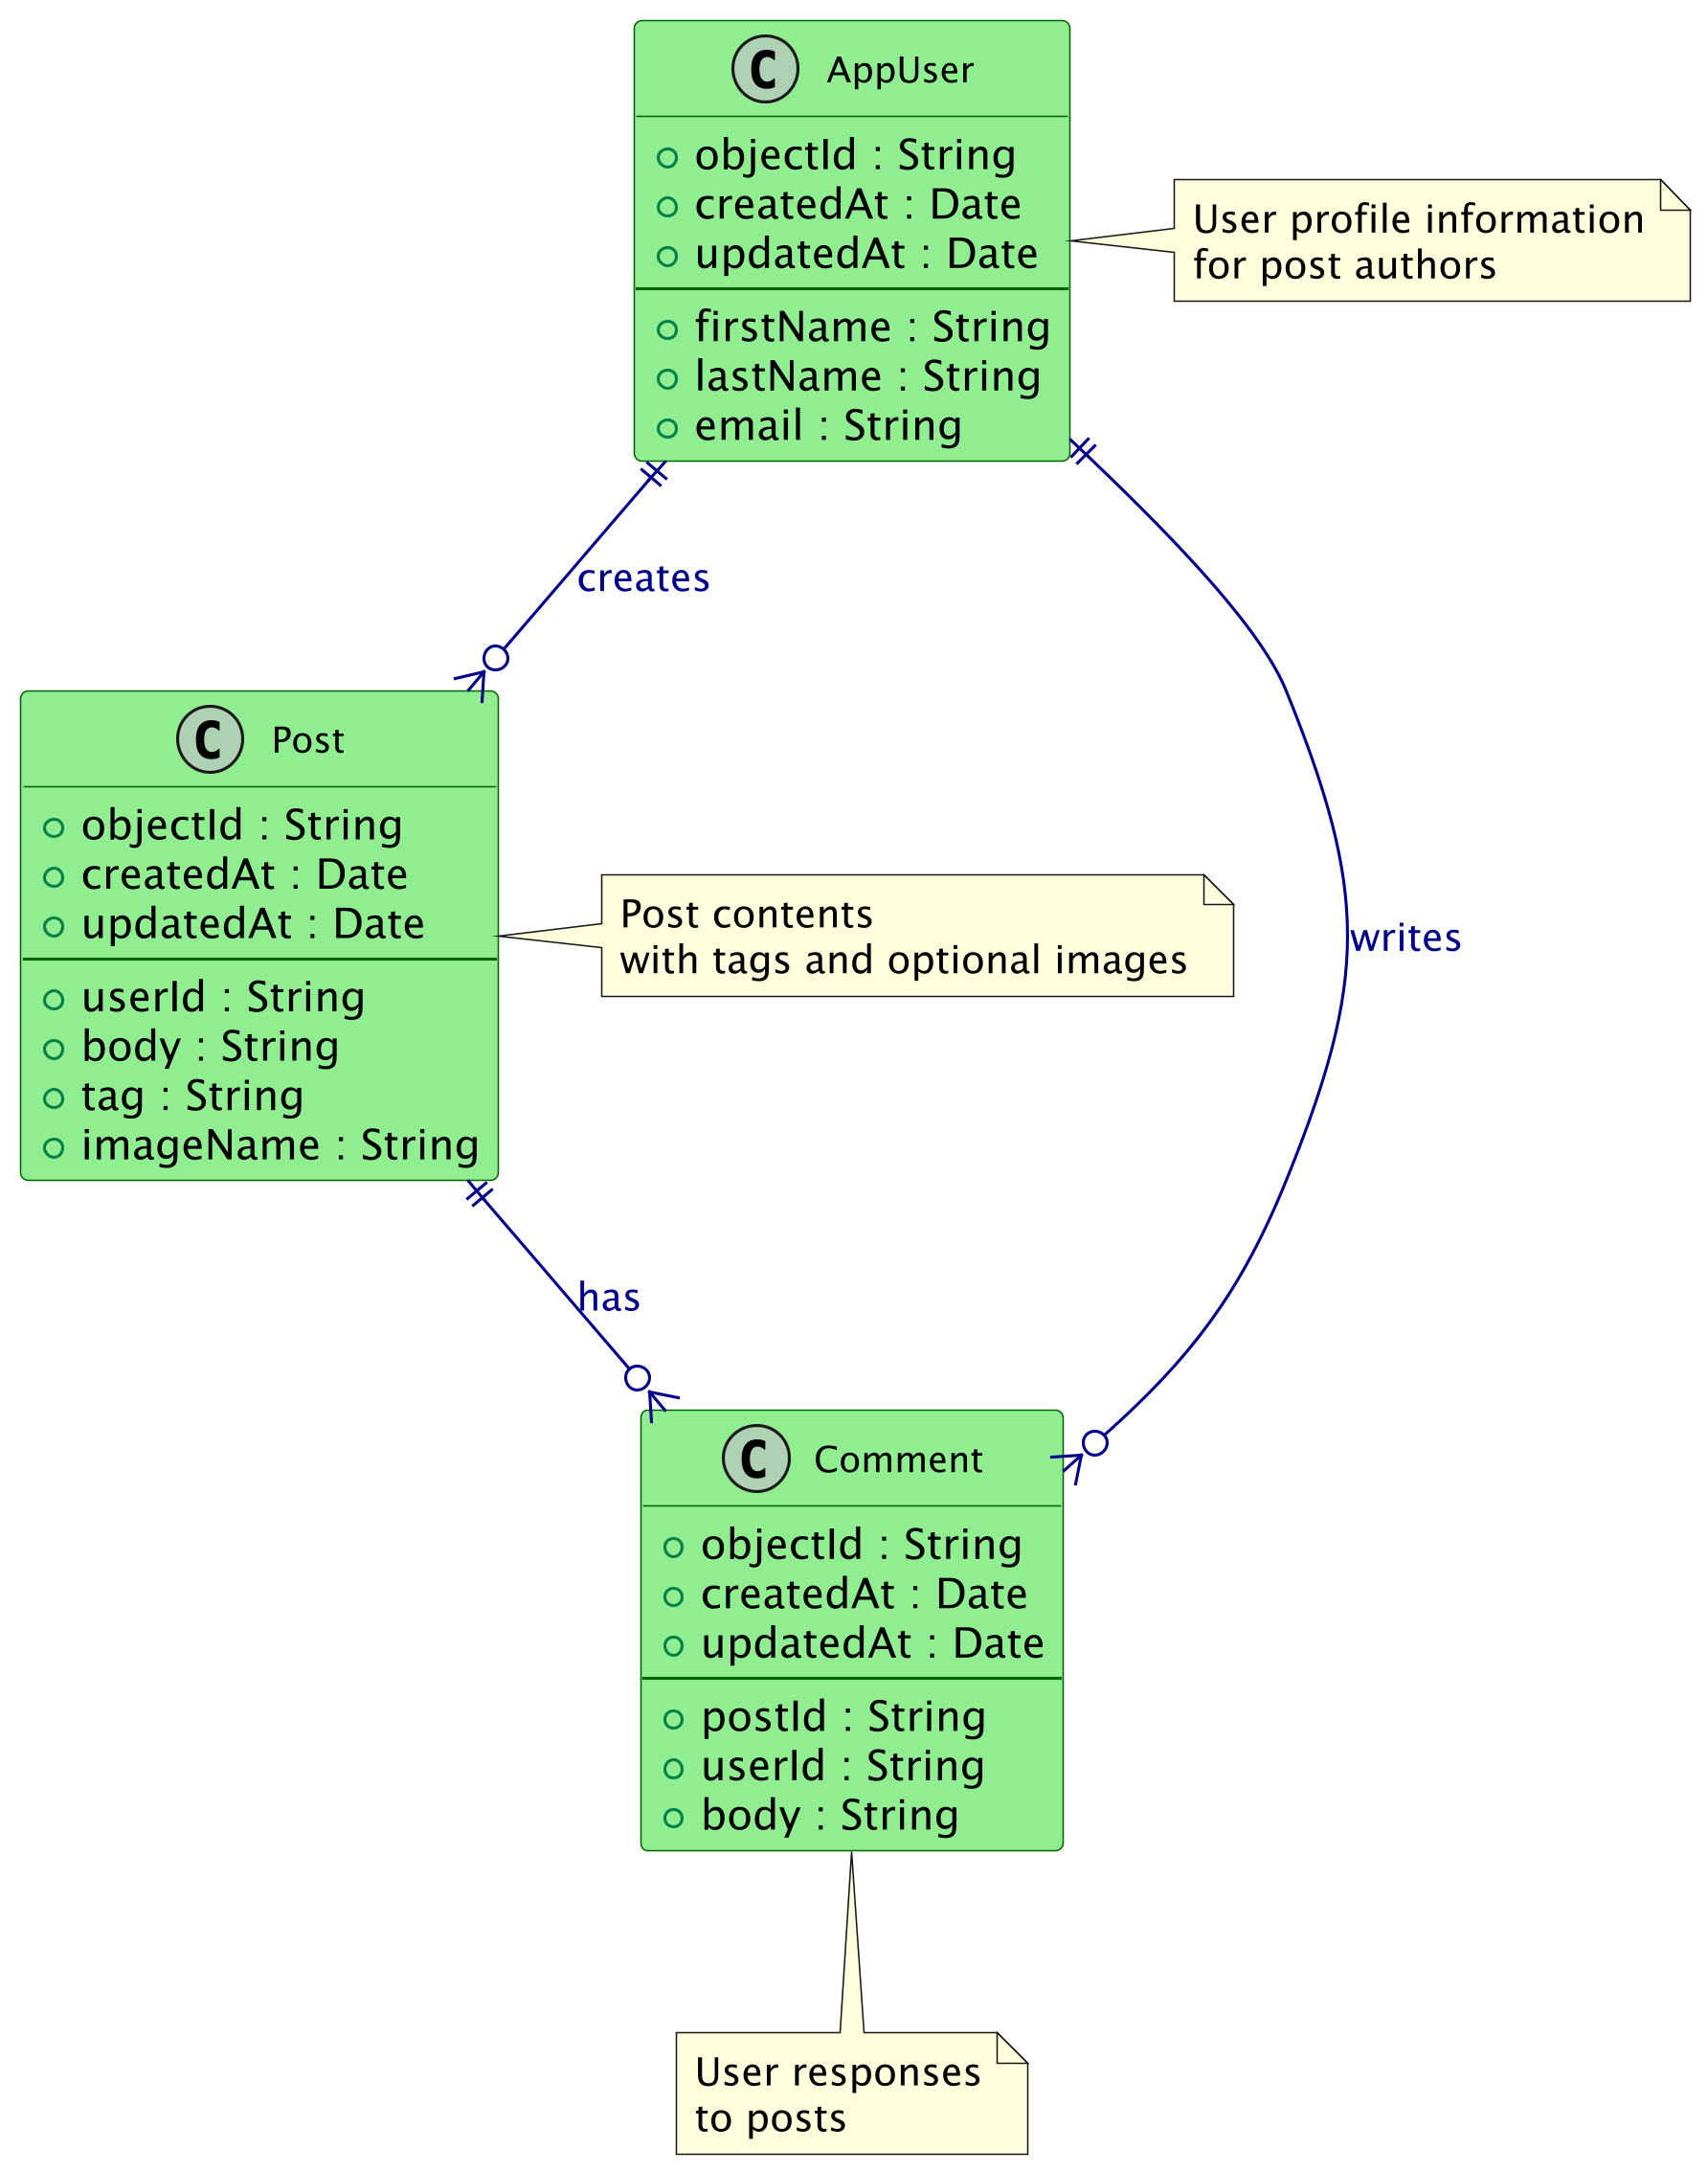 C AppUser
objectId : String
createdAt : Date
updatedAt : Date
firstName : String
lastName : String
email : String
User profile information
for post authors
creates
C Post
objectId : String
createdAt : Date
updatedAt : Date
userId : String
body : String
tag : String
imageName : String
Post contents
with tags and optional images
writes
has
C Comment
objectId : String
createdAt : Date
updatedAt : Date
postId : String
userId : String
body : String
User responses
to posts